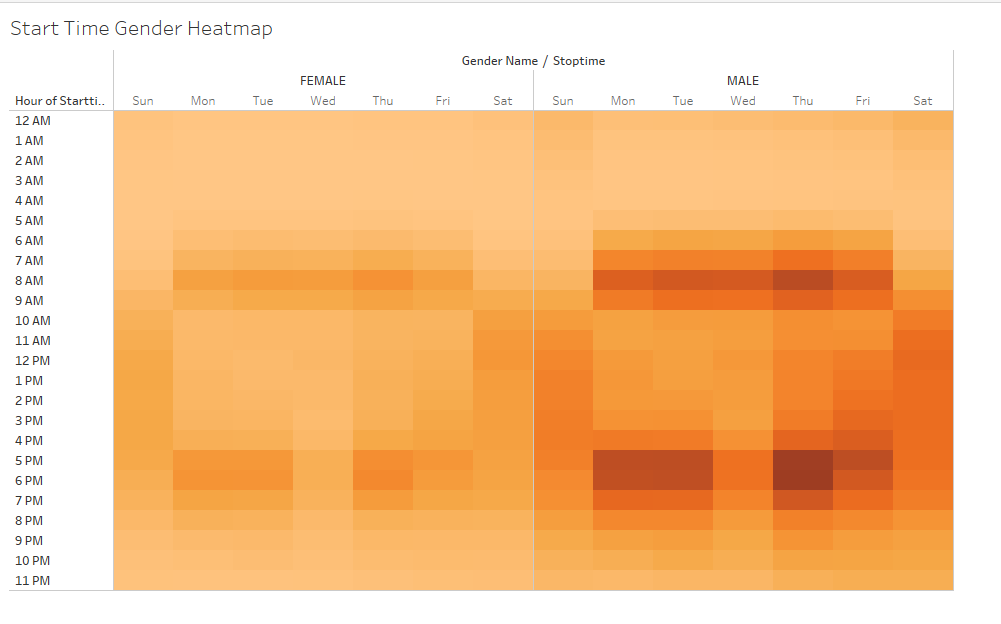 Start Time Gender Heatmap
Gender Name / Stoptime
FEMALE MALE
Hour of Startti.. Sun Mon Tue Wed Thu Fri Sat Sun Mon Tue Wed Thu Fri Sat
12 AM
1 AM
2 AM
3 AM
4 AM
5 AM
6 AM
7 AM
8 AM
9 AM
10 AM
11 AM
12 PM
1 PM
2 PM
3 PM
4 PM
5 PM
6 PM
7 PM
8 PM
9 PM
10 PM
11 PM